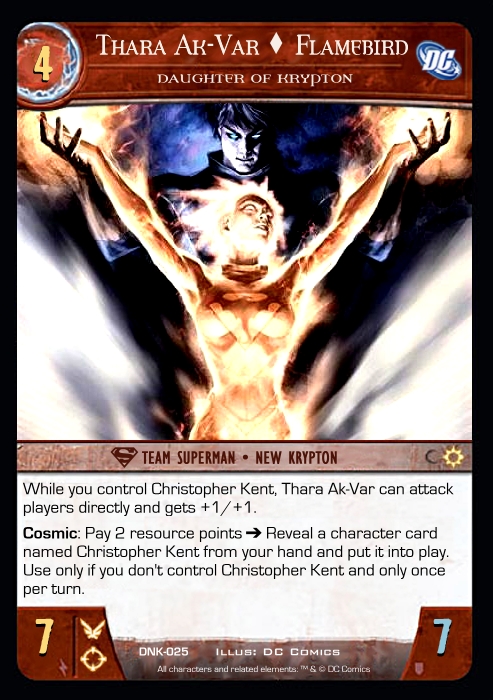 4
THARA AK-VAR ♦ FLAMEBIRD
DAUGHTER OF KRYPTON
DC
TEAM SUPERMAN • NEW KRYPTON
While you control Christopher Kent, Thara Ak-Var can attack
players directly and gets +1/+1.
Cosmic: Pay 2 resource points ➔ Reveal a character card
named Christopher Kent from your hand and put it into play.
Use only if you don't control Christopher Kent and only once
per turn.
7
7
DNK-025 ILLUS: DC COMICS
All characters and related elements: ™ & © DC Comics